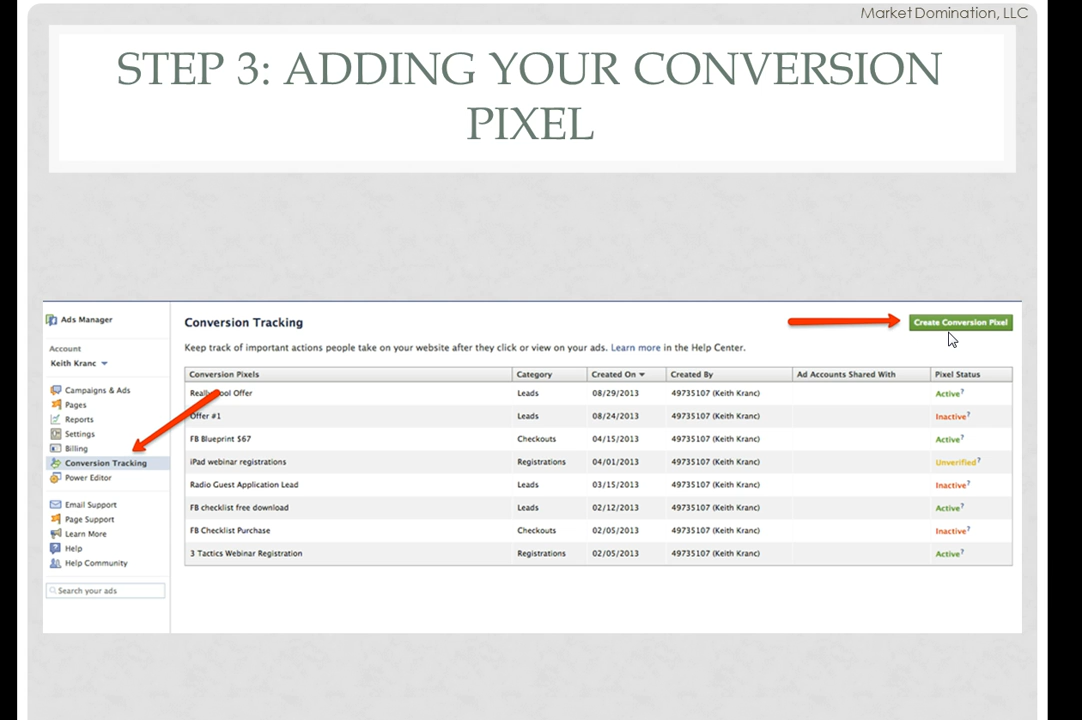 Market Domination, LLC
STEP 3: ADDING YOUR CONVERSION
PIXEL
Ads Manager
Account
Keith Kranc
Campaigns & Ads
Pages
Reports
Settings
Billing
Conversion Tracking
Power Editor
Email Support
Page Support
Learn More
Help
Help Community
Search your ads
Conversion Tracking
Create Conversion Pixel
Keep track of important actions people take on your website after they click or view on your ads. Learn more in the Help Center.
Conversion Pixels Category Created On Created By Ad Accounts Shared With Pixel Status
Offer Leads 08/29/2013 49735107 (Keith Kranc) Active?
Offer #1 Leads 08/24/2013 49735107 (Keith Kranc) Inactive?
FB Blueprint $67 Checkouts 04/15/2013 49735107 (Keith Kranc) Active?
iPad webinar registrations Registrations 04/01/2013 49735107 (Keith Kranc) Unverified?
Radio Guest Application Lead Leads 03/15/2013 49735107 (Keith Kranc) Inactive?
FB checklist free download Leads 02/12/2013 49735107 (Keith Kranc) Active?
FB Checklist Purchase Checkouts 02/05/2013 49735107 (Keith Kranc) Inactive?
3 Tactics Webinar Registration Registrations 02/05/2013 49735107 (Keith Kranc) Active?